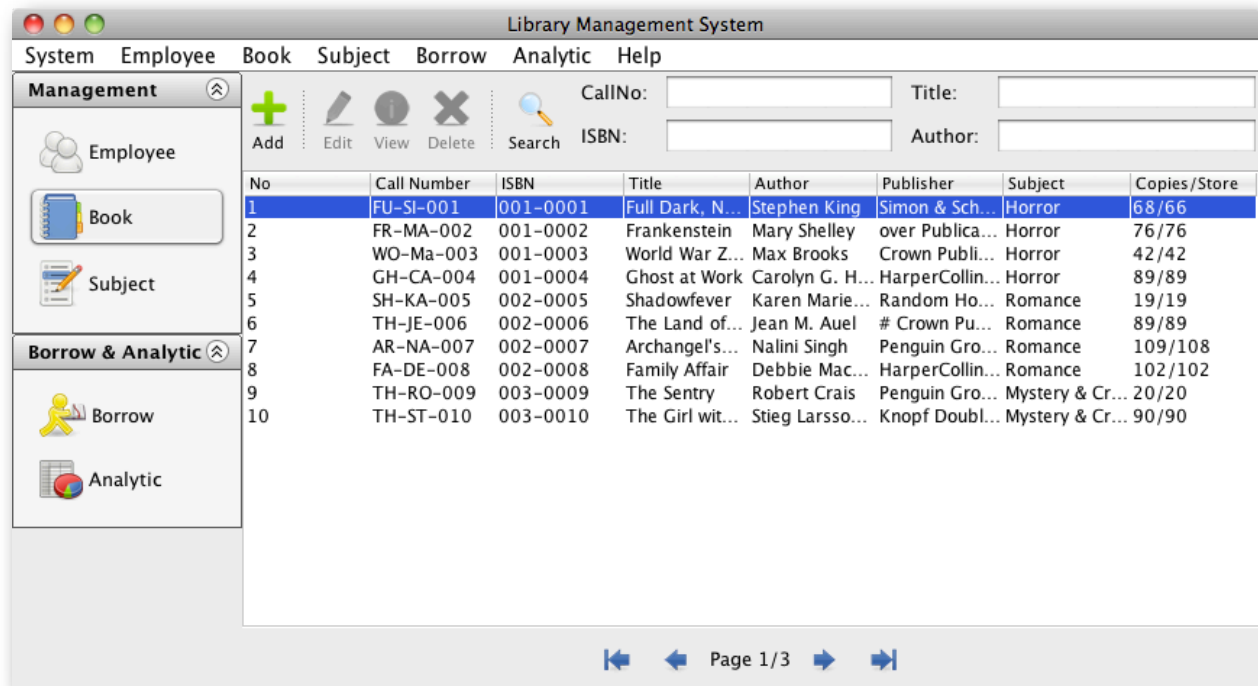 Library Management System
System Employee Book Subject Borrow Analytic Help
Management
Employee
Book
Subject
Borrow & Analytic
Borrow
Analytic
Add Edit View Delete Search
CallNo: Title:
ISBN: Author:
No Call Number ISBN Title Author Publisher Subject Copies/Store
1 FU-SI-001 001-0001 Full Dark, N... Stephen King Simon & Sch... Horror 68/66
2 FR-MA-002 001-0002 Frankenstein Mary Shelley over Publica... Horror 76/76
3 WO-Ma-003 001-0003 World War Z... Max Brooks Crown Publi... Horror 42/42
4 GH-CA-004 001-0004 Ghost at Work Carolyn G. H... HarperCollin... Horror 89/89
5 SH-KA-005 002-0005 Shadowfever Karen Marie... Random Ho... Romance 19/19
6 TH-JE-006 002-0006 The Land of... Jean M. Auel # Crown Pu... Romance 89/89
7 AR-NA-007 002-0007 Archangel's... Nalini Singh Penguin Gro... Romance 109/108
8 FA-DE-008 002-0008 Family Affair Debbie Mac... HarperCollin... Romance 102/102
9 TH-RO-009 003-0009 The Sentry Robert Crais Penguin Gro... Mystery & Cr... 20/20
10 TH-ST-010 003-0010 The Girl wit... Stieg Larsso... Knopf Doubl... Mystery & Cr... 90/90
Page 1/3